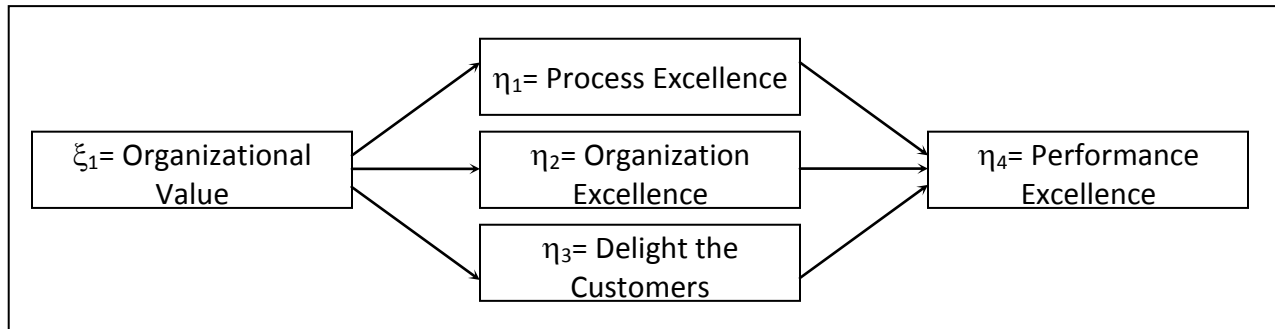 η₁= Process Excellence
ξ₁= Organizational
Value
η₂= Organization
Excellence
η₄= Performance
Excellence
η₃= Delight the
Customers